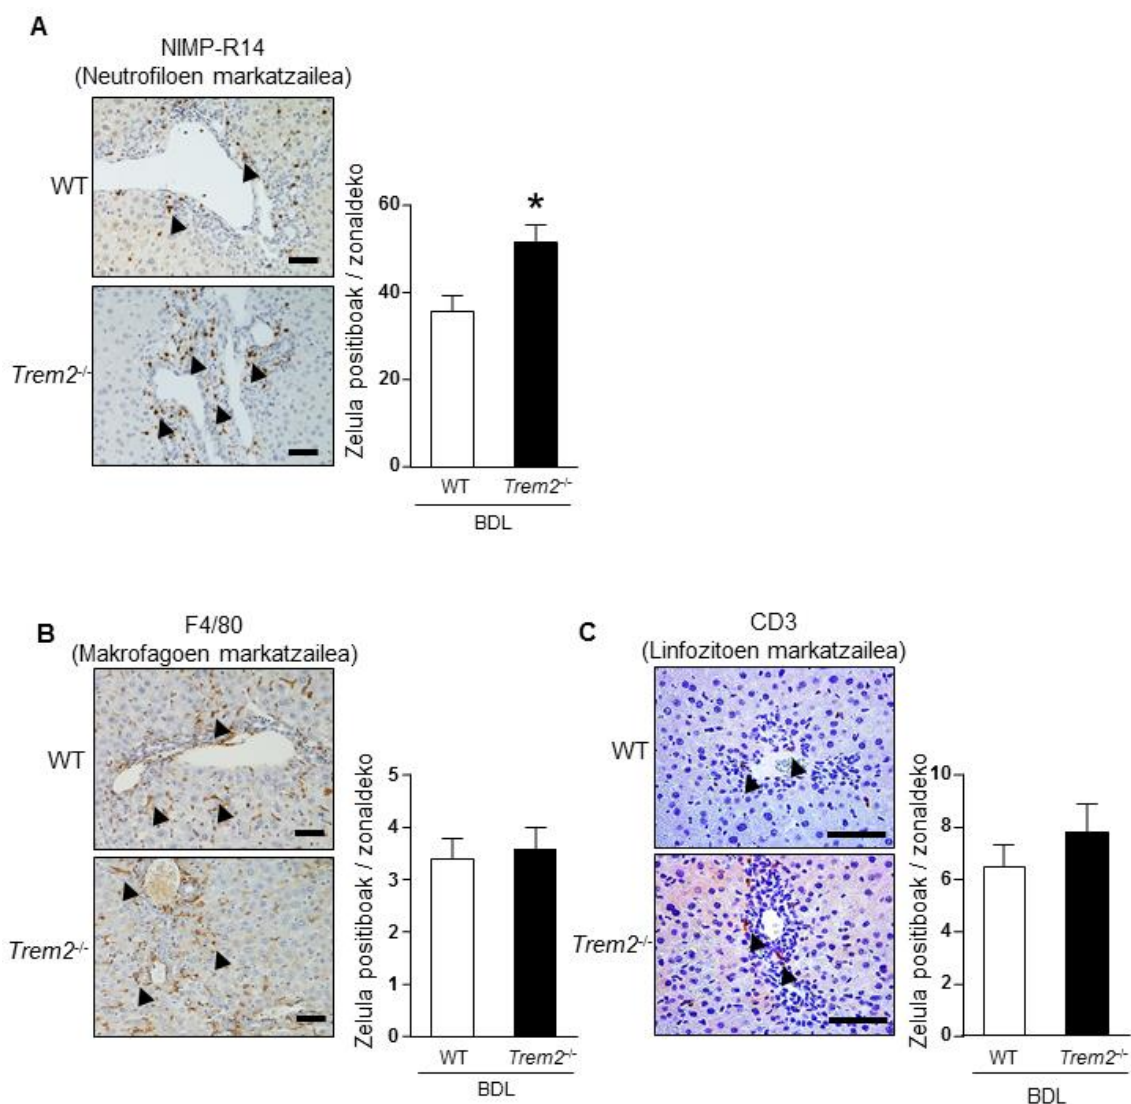 A
NIMP-R14
(Neutrofiloen markatzailea)
WT
Trem2-/-
Zelula positiboak / zonaldeko
60
40
20
0
*
WT
Trem2-/-
BDL
B
F4/80
(Makrofagoen markatzailea)
WT
Trem2-/-
Zelula positiboak / zonaldeko
5
4
3
2
1
0
WT
Trem2-/-
BDL
C
CD3
(Linfozitoen markatzailea)
WT
Trem2-/-
Zelula positiboak / zonaldeko
10
8
6
4
2
0
WT
Trem2-/-
BDL